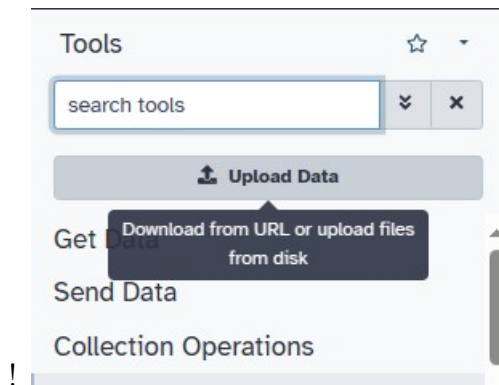 Tools
search tools
Upload Data
Download from URL or upload files
from disk
Get Data
Send Data
Collection Operations
!